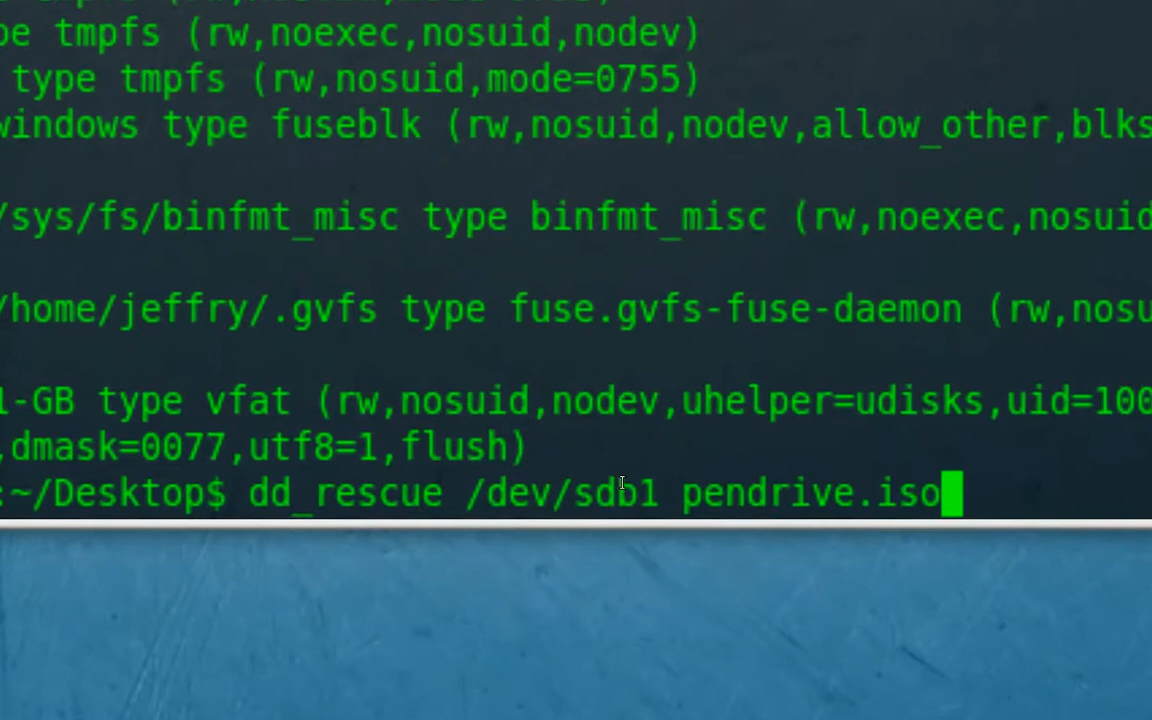 pe tmpfs (rw,noexec,nosuid,nodev)
type tmpfs (rw,nosuid,mode=0755)
windows type fuseblk (rw,nosuid,nodev,allow_other,blks
/sys/fs/binfmt_misc type binfmt_misc (rw,noexec,nosuid
/home/jeffry/.gvfs type fuse.gvfs-fuse-daemon (rw,nosu
1-GB type vfat (rw,nosuid,nodev,uhelper=udisks,uid=100
,dmask=0077,utf8=1,flush)
:~/Desktop$ dd_rescue /dev/sdb1 pendrive.iso